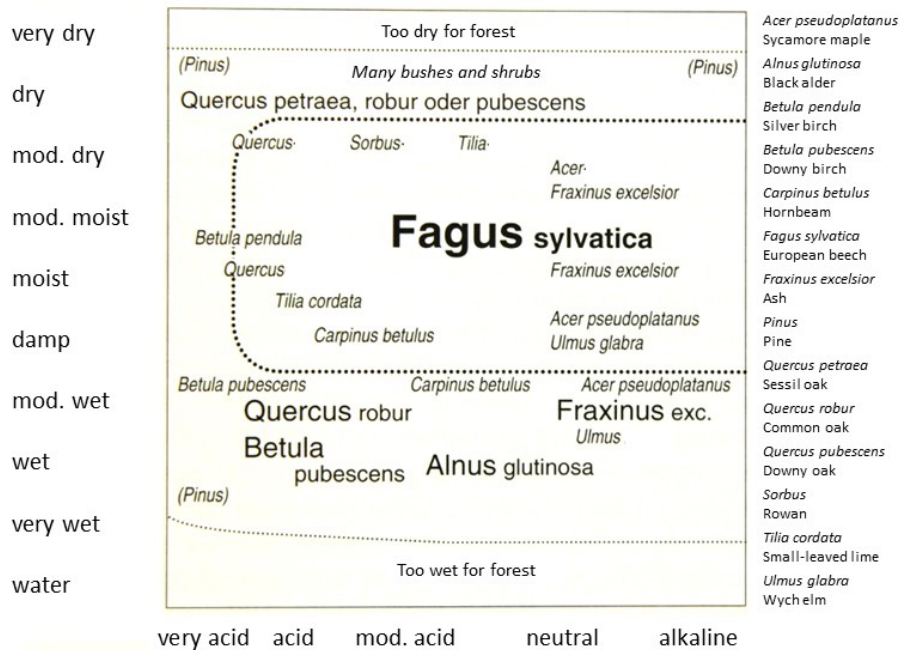 very dry
dry
mod. dry
mod. moist
moist
damp
mod. wet
wet
very wet
water
Too dry for forest
(Pinus)
Many bushes and shrubs
(Pinus)
Quercus petraea, robur oder pubescens
Quercus·
Sorbus·
Tilia·
Acer·
Fraxinus excelsior
Fagus sylvatica
Betula pendula
Quercus
Fraxinus excelsior
Tilia cordata
Carpinus betulus
Acer pseudoplatanus
Ulmus glabra
Betula pubescens
Carpinus betulus
Acer pseudoplatanus
Quercus robur
Fraxinus exc.
Ulmus
Betula
pubescens
Alnus glutinosa
(Pinus)
Too wet for forest
very acid
acid
mod. acid
neutral
alkaline
Acer pseudoplatanus
Sycamore maple
Alnus glutinosa
Black alder
Betula pendula
Silver birch
Betula pubescens
Downy birch
Carpinus betulus
Hornbeam
Fagus sylvatica
European beech
Fraxinus excelsior
Ash
Pinus
Pine
Quercus petraea
Sessil oak
Quercus robur
Common oak
Quercus pubescens
Downy oak
Sorbus
Rowan
Tilia cordata
Small-leaved lime
Ulmus glabra
Wych elm